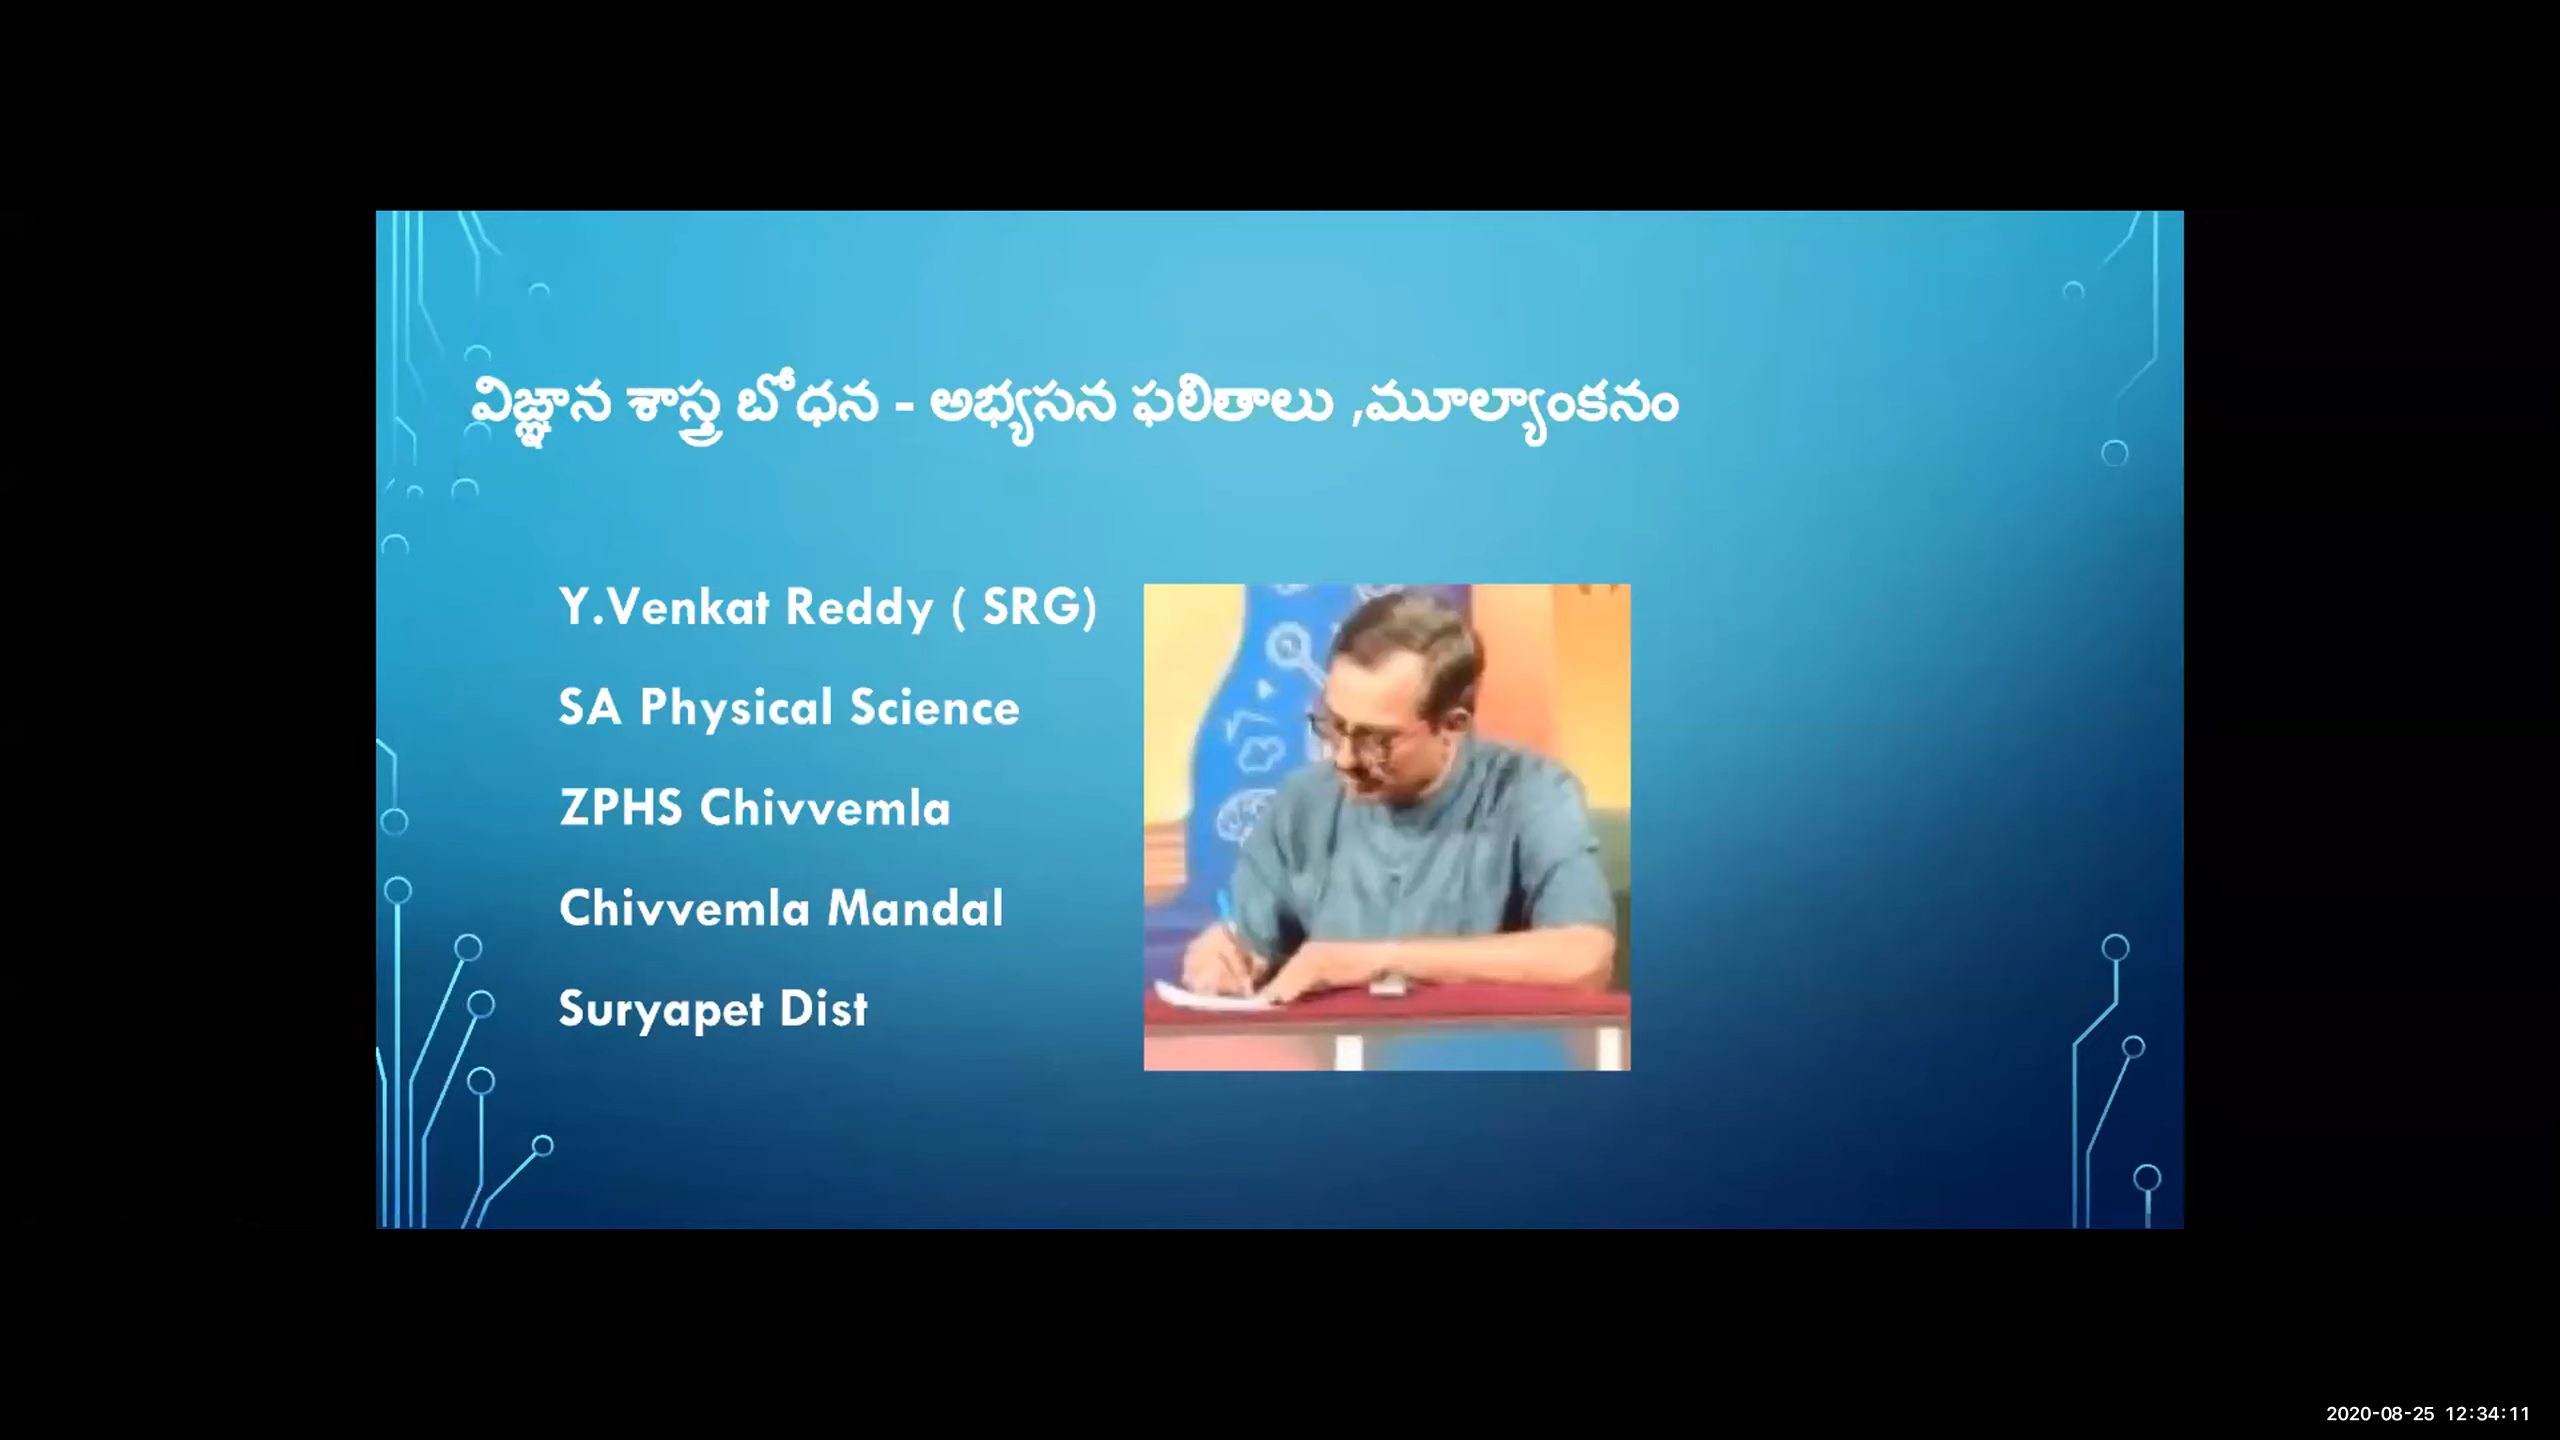 విజ్ఞాన శాస్త్ర బోధన - అభ్యసన ఫలితాలు ,మూల్యాంకనం
Y.Venkat Reddy ( SRG)
SA Physical Science
ZPHS Chivvemla
Chivvemla Mandal
Suryapet Dist
2020-08-25 12:34:11